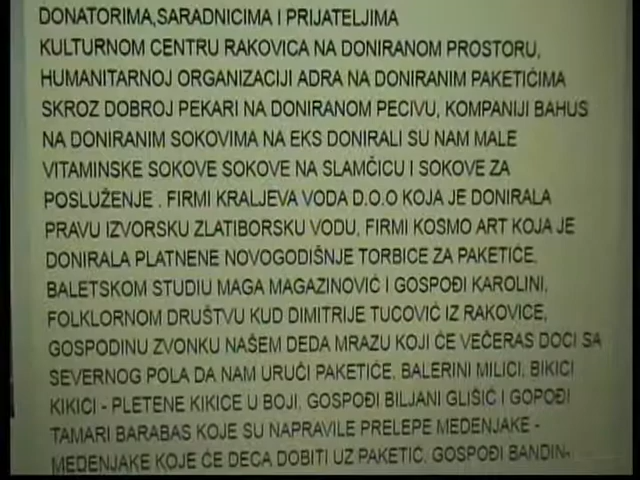 DONATORIMA,SARADNICIMA I PRIJATELJIMA
KULTURNOM CENTRU RAKOVICA NA DONIRANOM PROSTORU,
HUMANITARNOJ ORGANIZACIJI ADRA NA DONIRANIM PAKETIĆIMA
SKROZ DOBROJ PEKARI NA DONIRANOM PECIVU, KOMPANIJI BAHUS
NA DONIRANIM SOKOVIMA NA EKS DONIRALI SU NAM MALE
VITAMINSKE SOKOVE SOKOVE NA SLAMČICU I SOKOVE ZA
POSLUŽENJE . FIRMI KRALJEVA VODA D.O.O KOJA JE DONIRALA
PRAVU IZVORSKU ZLATIBORSKU VODU, FIRMI KOSMO ART KOJA JE
DONIRALA PLATNENE NOVOGODIŠNJE TORBICE ZA PAKETIĆE,
BALETSKOM STUDIU MAGA MAGAZINOVIĆ I GOSPOĐI KAROLINI,
FOLKLORNOM DRUŠTVU KUD DIMITRIJE TUCOVIĆ IZ RAKOVICE,
GOSPODINU ZVONKU NAŠEM DEDA MRAZU KOJI ĆE VEČERAS DOCI SA
SEVERNOG POLA DA NAM URUČI PAKETIĆE, BALERINI MILICI, BIKICI
KIKICI - PLETENE KIKICE U BOJI, GOSPOĐI BILJANI GLIŠIĆ I GOPOĐI
TAMARI BARABAS KOJE SU NAPRAVILE PRELEPE MEDENJAKE -
MEDENJAKE KOJE ĆE DECA DOBITI UZ PAKETIĆ, GOSPOĐI BANDIN-